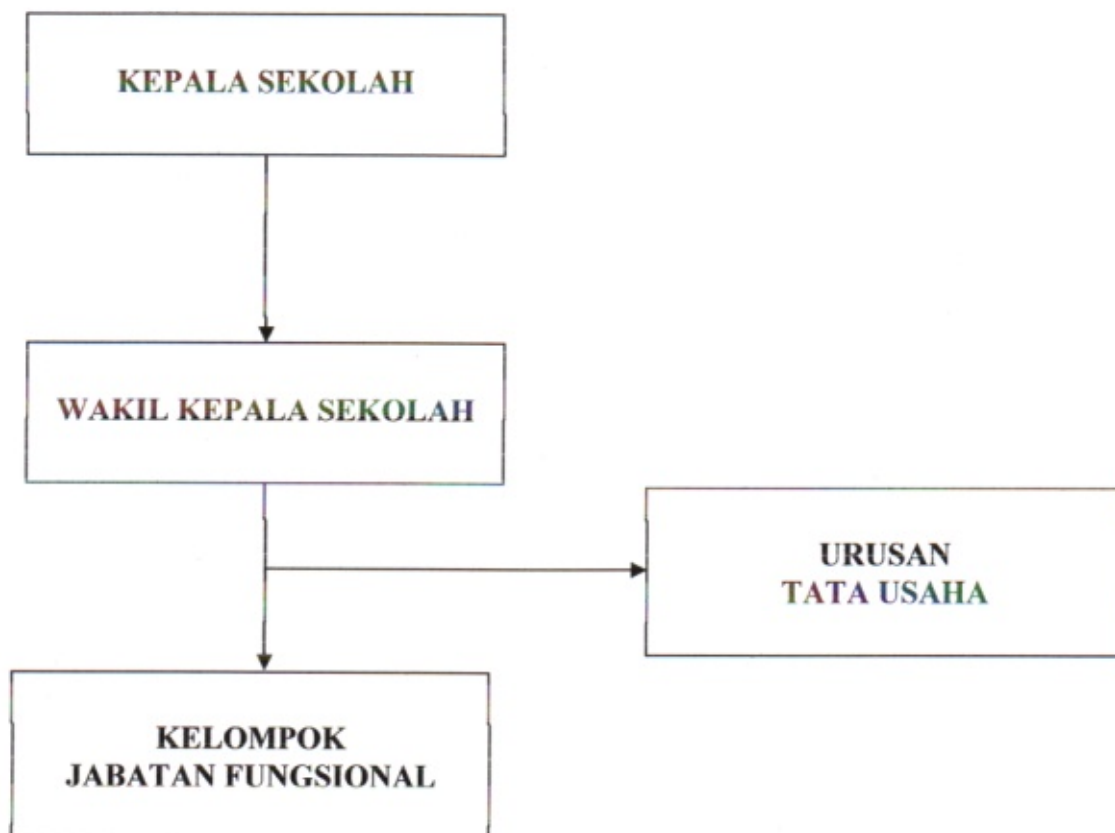 KEPALA SEKOLAH
WAKIL KEPALA SEKOLAH
URUSAN
TATA USAHA
KELOMPOK
JABATAN FUNGSIONAL